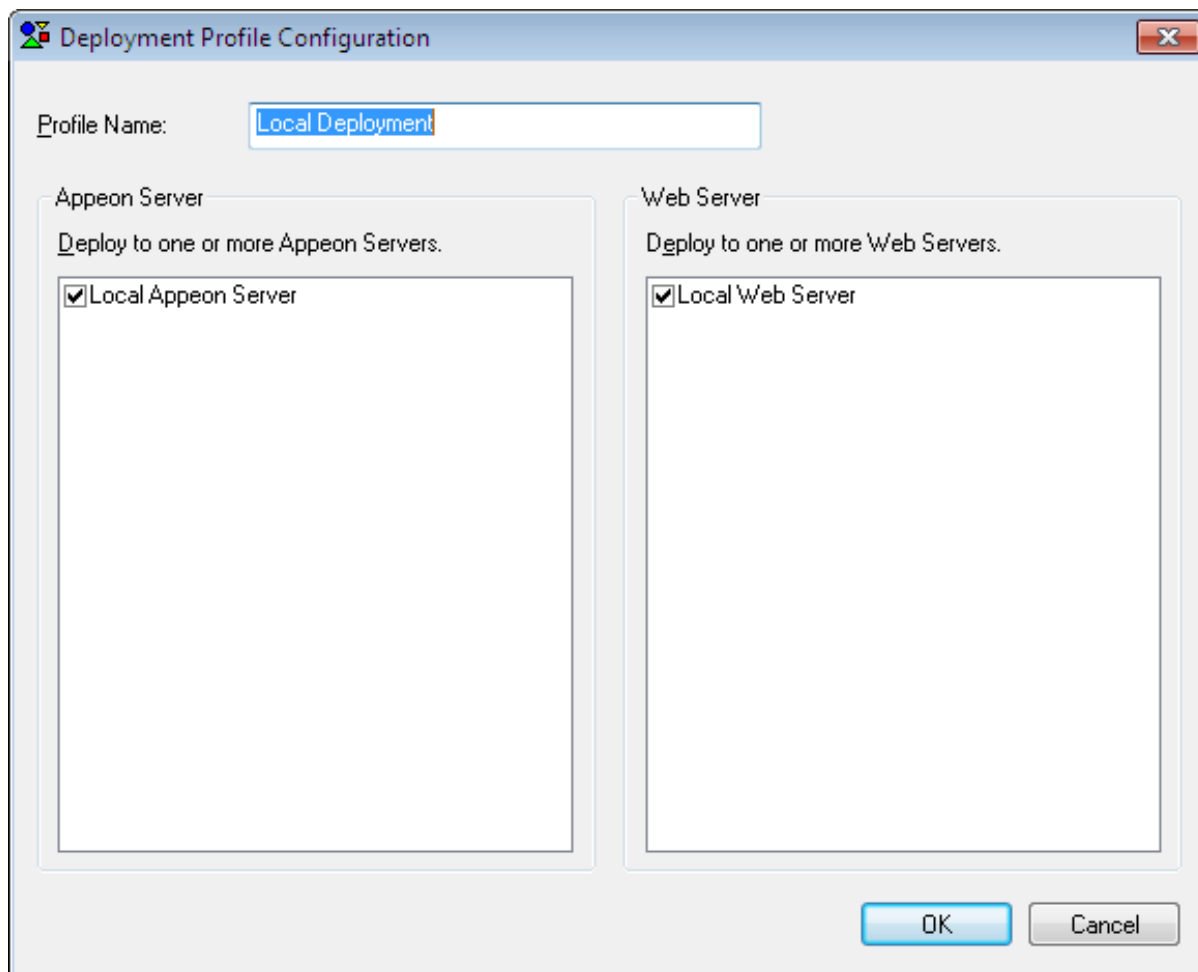 Deployment Profile Configuration
Profile Name: Local Deployment
Appeon Server
Deploy to one or more Appeon Servers.
Local Appeon Server
Web Server
Deploy to one or more Web Servers.
Local Web Server
OK Cancel